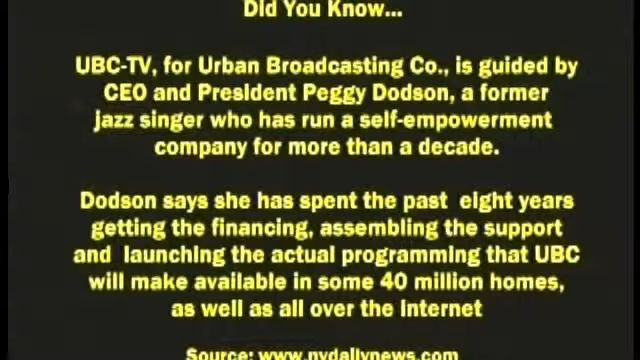 Did You Know...
UBC-TV, for Urban Broadcasting Co., is guided by
CEO and President Peggy Dodson, a former
jazz singer who has run a self-empowerment
company for more than a decade.
Dodson says she has spent the past eight years
getting the financing, assembling the support
and launching the actual programming that UBC
will make available in some 40 million homes,
as well as all over the Internet
Source: www.nydailynews.com